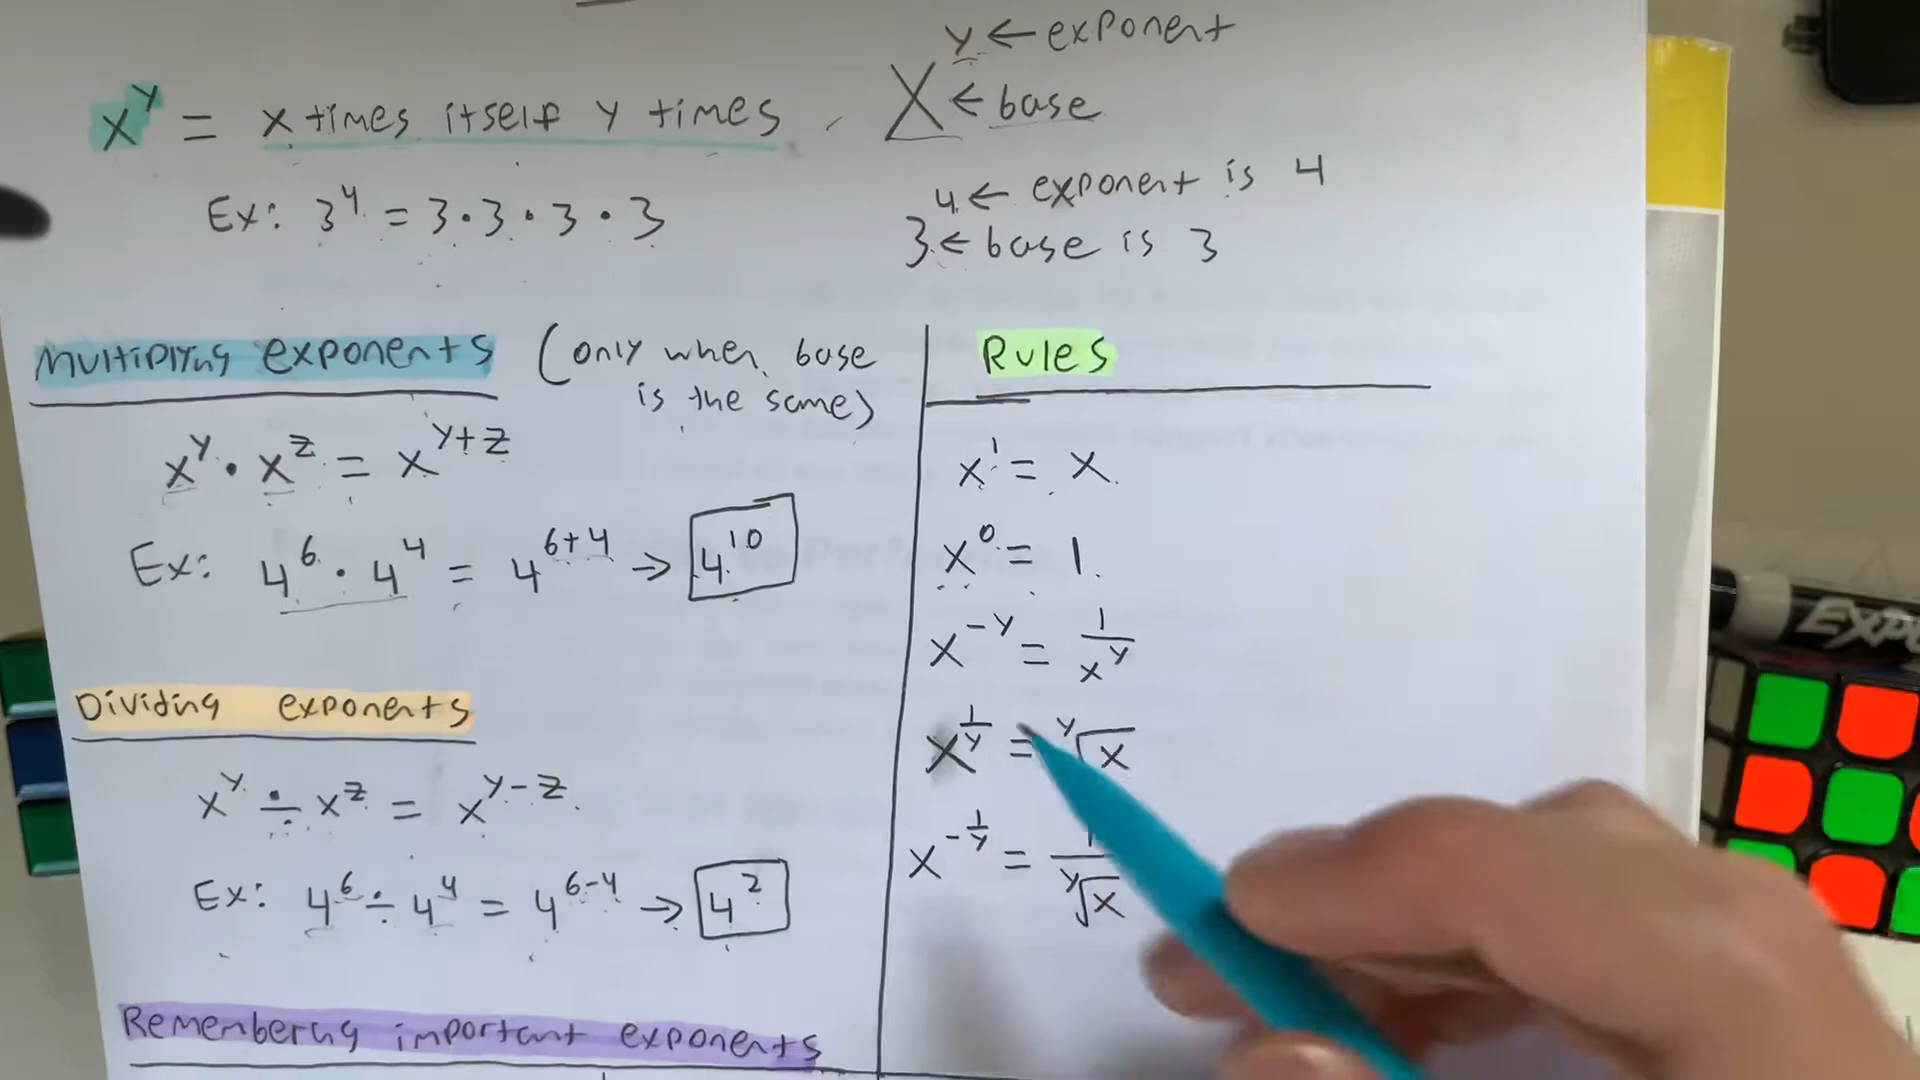 x^y = x times itself y times
y ← exponent
X ← base
Ex: 3^4 = 3·3·3·3
4 ← exponent is 4
3 ← base is 3
Multiplying exponents (only when base is the same)
x^y · x^z = x^(y+z)
Ex: 4^6 · 4^4 = 4^(6+4) → 4^10
Dividing exponents
x^y ÷ x^z = x^(y-z)
Ex: 4^6 ÷ 4^4 = 4^(6-4) → 4^2
Remembering important exponents
Rules
x^1 = x
x^0 = 1
x^-y = 1/x^y
x^(1/y) = y√x
x^(-1/y) = 1/y√x
EXPO